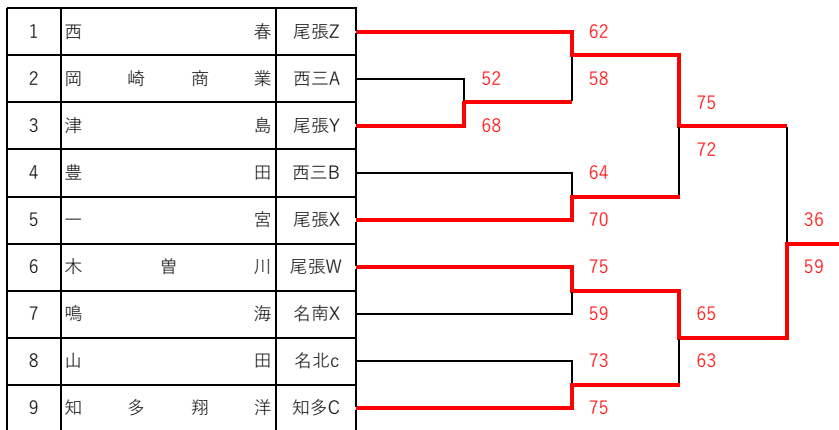 1 西春 尾張Z 62
2 岡崎商業 西三A 52 58
75
3 津島 尾張Y 68
72
4 豊田 西三B 64
5 一宮 尾張X 70 36
6 木曽川 尾張W 75 59
7 鳴海 名南X 59 65
8 山田 名北c 73 63
9 知多翔洋 知多C 75